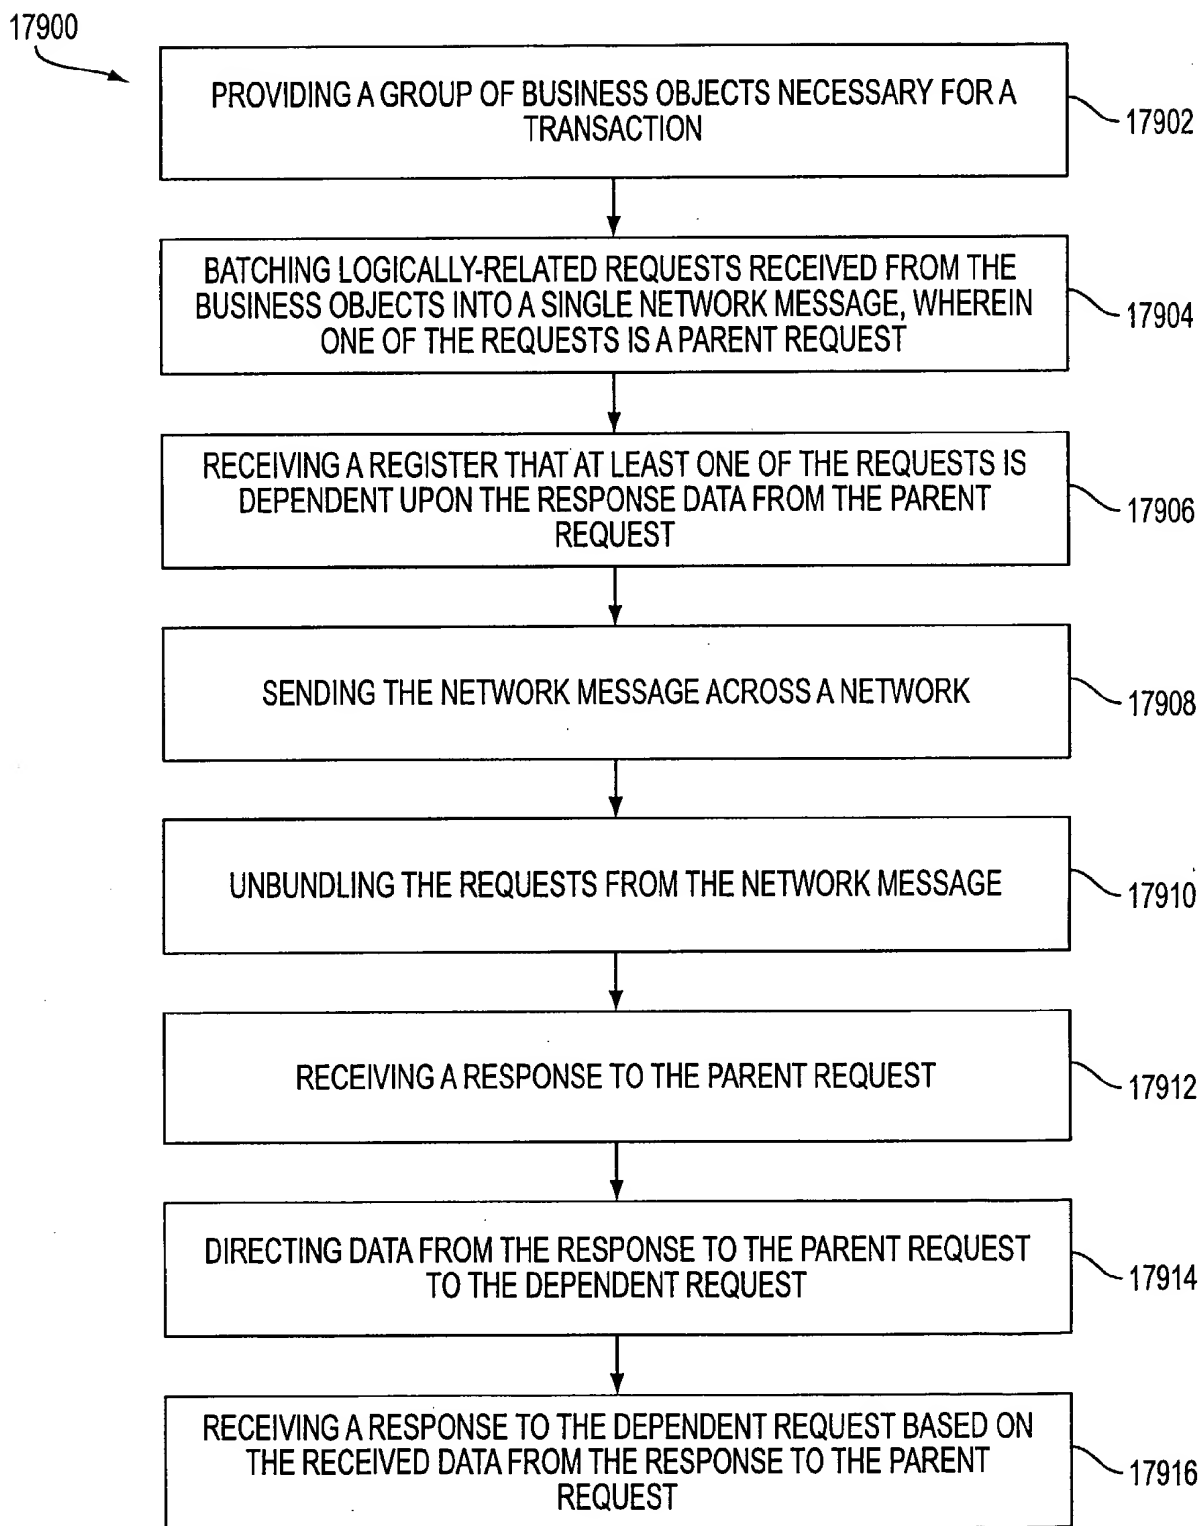 17900
PROVIDING A GROUP OF BUSINESS OBJECTS NECESSARY FOR A
TRANSACTION
17902
BATCHING LOGICALLY-RELATED REQUESTS RECEIVED FROM THE
BUSINESS OBJECTS INTO A SINGLE NETWORK MESSAGE, WHEREIN
ONE OF THE REQUESTS IS A PARENT REQUEST
17904
RECEIVING A REGISTER THAT AT LEAST ONE OF THE REQUESTS IS
DEPENDENT UPON THE RESPONSE DATA FROM THE PARENT
REQUEST
17906
SENDING THE NETWORK MESSAGE ACROSS A NETWORK
17908
UNBUNDLING THE REQUESTS FROM THE NETWORK MESSAGE
17910
RECEIVING A RESPONSE TO THE PARENT REQUEST
17912
DIRECTING DATA FROM THE RESPONSE TO THE PARENT REQUEST
TO THE DEPENDENT REQUEST
17914
RECEIVING A RESPONSE TO THE DEPENDENT REQUEST BASED ON
THE RECEIVED DATA FROM THE RESPONSE TO THE PARENT
REQUEST
17916